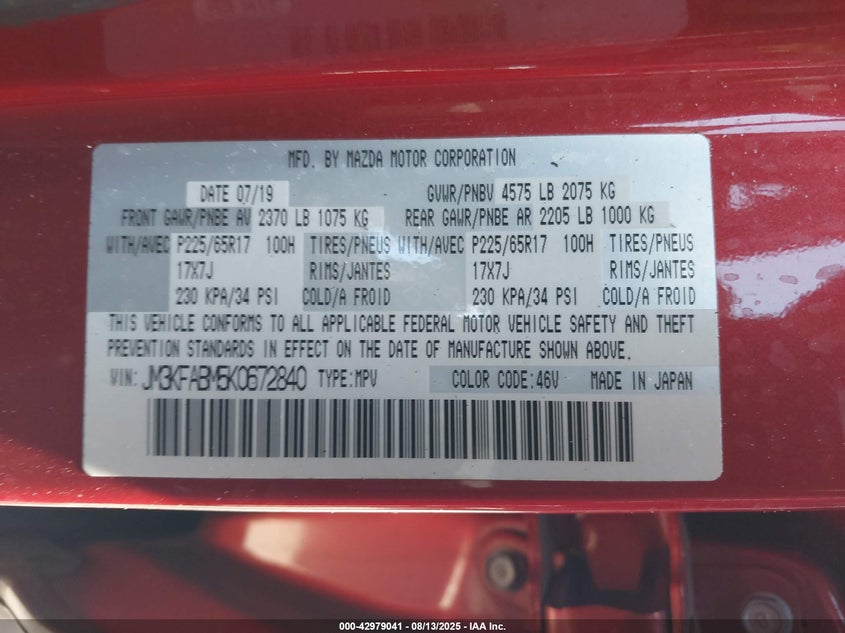 MFD. BY MAZDA MOTOR CORPORATION
DATE 07/19 GVWR/PNBV 4575 LB 2075 KG
FRONT GAWR/PNBE AV 2370 LB 1075 KG REAR GAWR/PNBE AR 2205 LB 1000 KG
WITH/AVEC P225/65R17 100H TIRES/PNEUS WITH/AVEC P225/65R17 100H TIRES/PNEUS
17X7J RIMS/JANTES 17X7J RIMS/JANTES
230 KPA/34 PSI COLD/A FROID 230 KPA/34 PSI COLD/A FROID
THIS VEHICLE CONFORMS TO ALL APPLICABLE FEDERAL MOTOR VEHICLE SAFETY AND THEFT
PREVENTION STANDARDS IN EFFECT ON THE DATE OF MANUFACTURE SHOWN ABOVE.
VIN: JM3KFABM5K0672840 TYPE:MPV COLOR CODE:46V MADE IN JAPAN
000-42979041 - 08/13/2025 - IAA Inc.